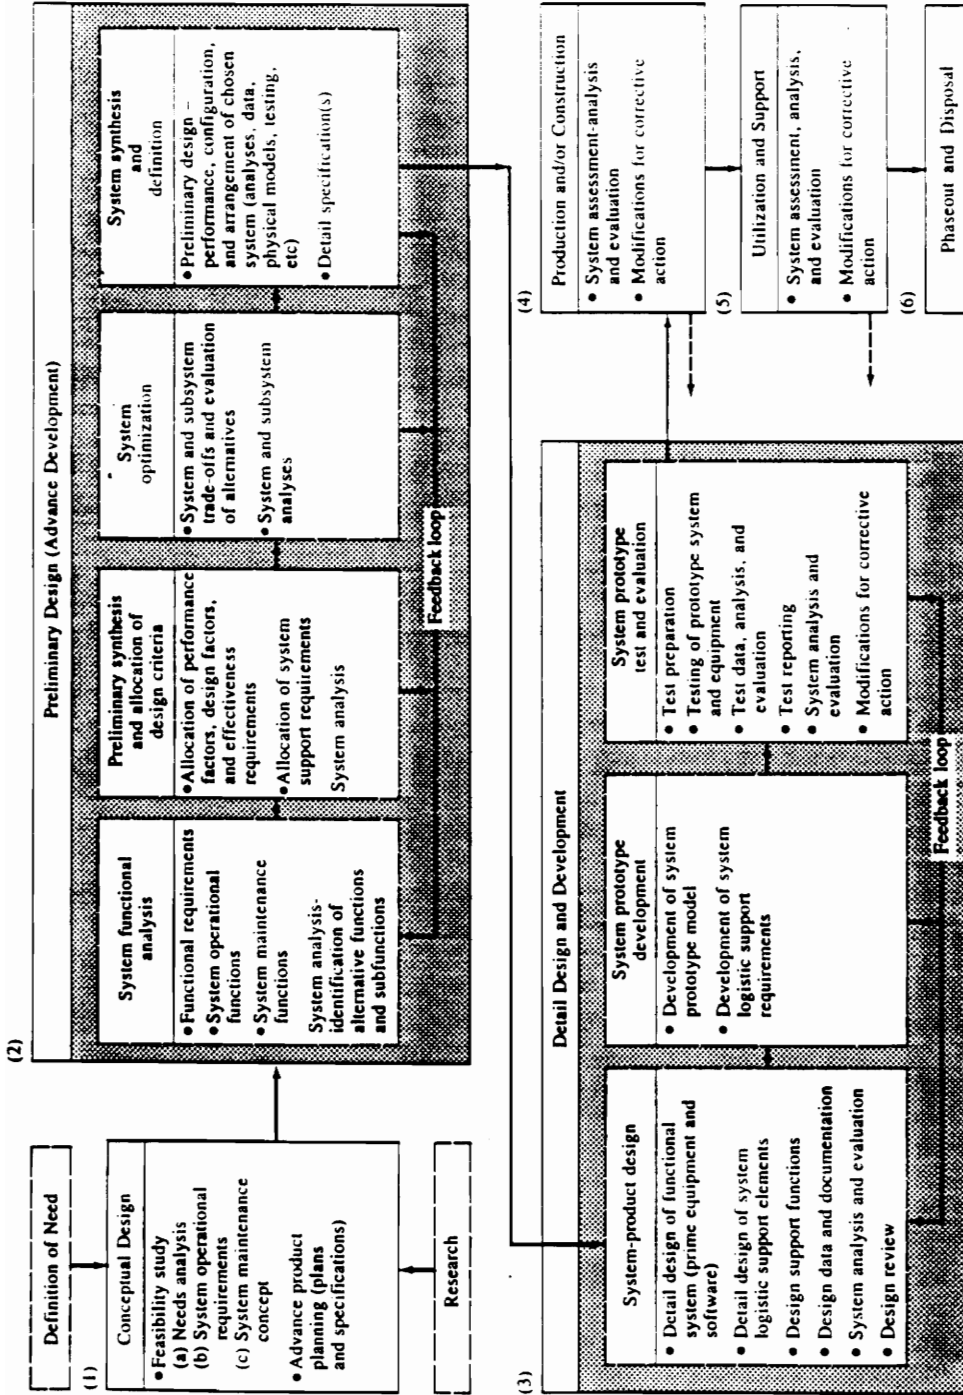 Definition of Need
(1)
Conceptual Design
• Feasibility study
(a) Needs analysis
(b) System operational
requirements
(c) System maintenance
concept
• Advance product
planning (plans
and specifications)
Research
(2)
Preliminary Design (Advance Development)
System functional
analysis
• Functional requirements
• System operational
functions
• System maintenance
functions
System analysis-
identification of
alternative functions
and subfunctions
Preliminary synthesis
and allocation of
design criteria
• Allocation of performance
factors, design factors,
and effectiveness
requirements
• Allocation of system
support requirements
System analysis
System
optimization
• System and subsystem
trade-offs and evaluation
of alternatives
• System and subsystem
analyses
System synthesis
and
definition
• Preliminary design –
performance, configuration,
and arrangement of chosen
system (analyses, data,
physical models, testing,
etc)
• Detail specification(s)
Feedback loop
(3)
Detail Design and Development
System-product design
• Detail design of functional
system (prime equipment and
software)
• Detail design of system
logistic support elements
• Design support functions
• Design data and documentation
• System analysis and evaluation
• Design review
System prototype
development
• Development of system
prototype model
• Development of system
logistic support
requirements
System prototype
test and evaluation
• Test preparation
• Testing of prototype system
and equipment
• Test data, analysis, and
evaluation
• Test reporting
• System analysis and
evaluation
• Modifications for corrective
action
Feedback loop
(4)
Production and/or Construction
• System assessment-analysis
and evaluation
• Modifications for corrective
action
(5)
Utilization and Support
• System assessment, analysis,
and evaluation
• Modifications for corrective
action
(6)
Phaseout and Disposal